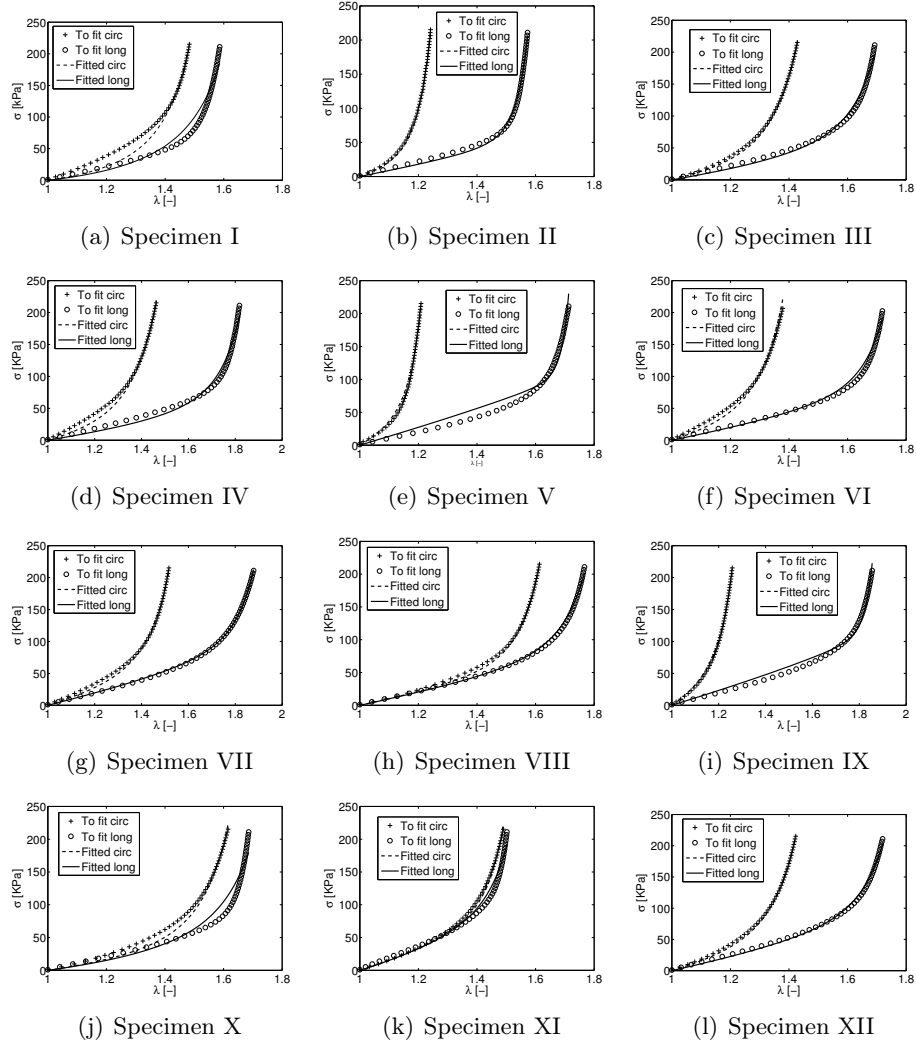 250
200
150
100
50
0
σ [KPa]
To fit circ
To fit long
Fitted circ
Fitted long
1 1.2 1.4 1.6 1.8
λ [−]
(a) Specimen I
250
200
150
100
50
0
σ [KPa]
To fit circ
To fit long
Fitted circ
Fitted long
1 1.2 1.4 1.6 1.8
λ [−]
(b) Specimen II
250
200
150
100
50
0
σ [KPa]
To fit circ
To fit long
Fitted circ
Fitted long
1 1.2 1.4 1.6 1.8
λ [−]
(c) Specimen III
250
200
150
100
50
0
σ [KPa]
To fit circ
To fit long
Fitted circ
Fitted long
1 1.2 1.4 1.6 1.8 2
λ [−]
(d) Specimen IV
250
200
150
100
50
0
σ [KPa]
To fit circ
To fit long
Fitted circ
Fitted long
1 1.2 1.4 1.6 1.8
λ [−]
(e) Specimen V
250
200
150
100
50
0
σ [KPa]
To fit circ
To fit long
Fitted circ
Fitted long
1 1.2 1.4 1.6 1.8
λ [−]
(f) Specimen VI
250
200
150
100
50
0
σ [KPa]
To fit circ
To fit long
Fitted circ
Fitted long
1 1.2 1.4 1.6 1.8 2
λ [−]
(g) Specimen VII
250
200
150
100
50
0
σ [KPa]
To fit circ
To fit long
Fitted circ
Fitted long
1 1.2 1.4 1.6 1.8
λ [−]
(h) Specimen VIII
250
200
150
100
50
0
σ [KPa]
To fit circ
To fit long
Fitted circ
Fitted long
1 1.2 1.4 1.6 1.8 2
λ [−]
(i) Specimen IX
250
200
150
100
50
0
σ [KPa]
To fit circ
To fit long
Fitted circ
Fitted long
1 1.2 1.4 1.6 1.8
λ [−]
(j) Specimen X
250
200
150
100
50
0
σ [KPa]
To fit circ
To fit long
Fitted circ
Fitted long
1 1.2 1.4 1.6 1.8
λ [−]
(k) Specimen XI
250
200
150
100
50
0
σ [KPa]
To fit circ
To fit long
Fitted circ
Fitted long
1 1.2 1.4 1.6 1.8
λ [−]
(l) Specimen XII